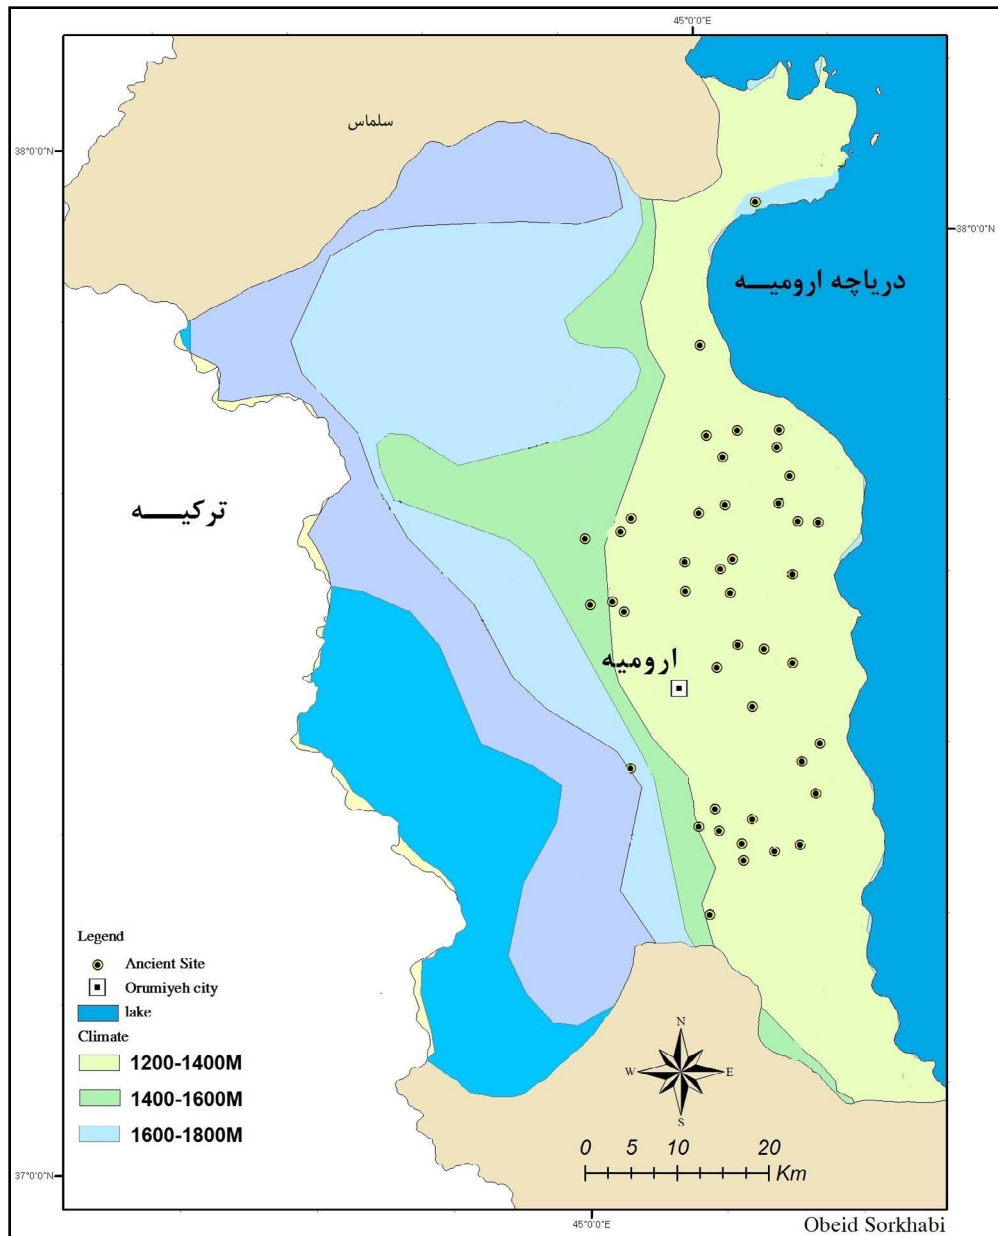 45°0'0"E
سلماس
38°0'0"N
38°0'0"N
دریاچه ارومیـــه
ترکیـــــه
ارومیه
Legend
Ancient Site
Orumiyeh city
lake
Climate
1200-1400M
1400-1600M
1600-1800M
N
W E
S
0 5 10 20
Km
37°0'0"N
45°0'0"E
Obeid Sorkhabi